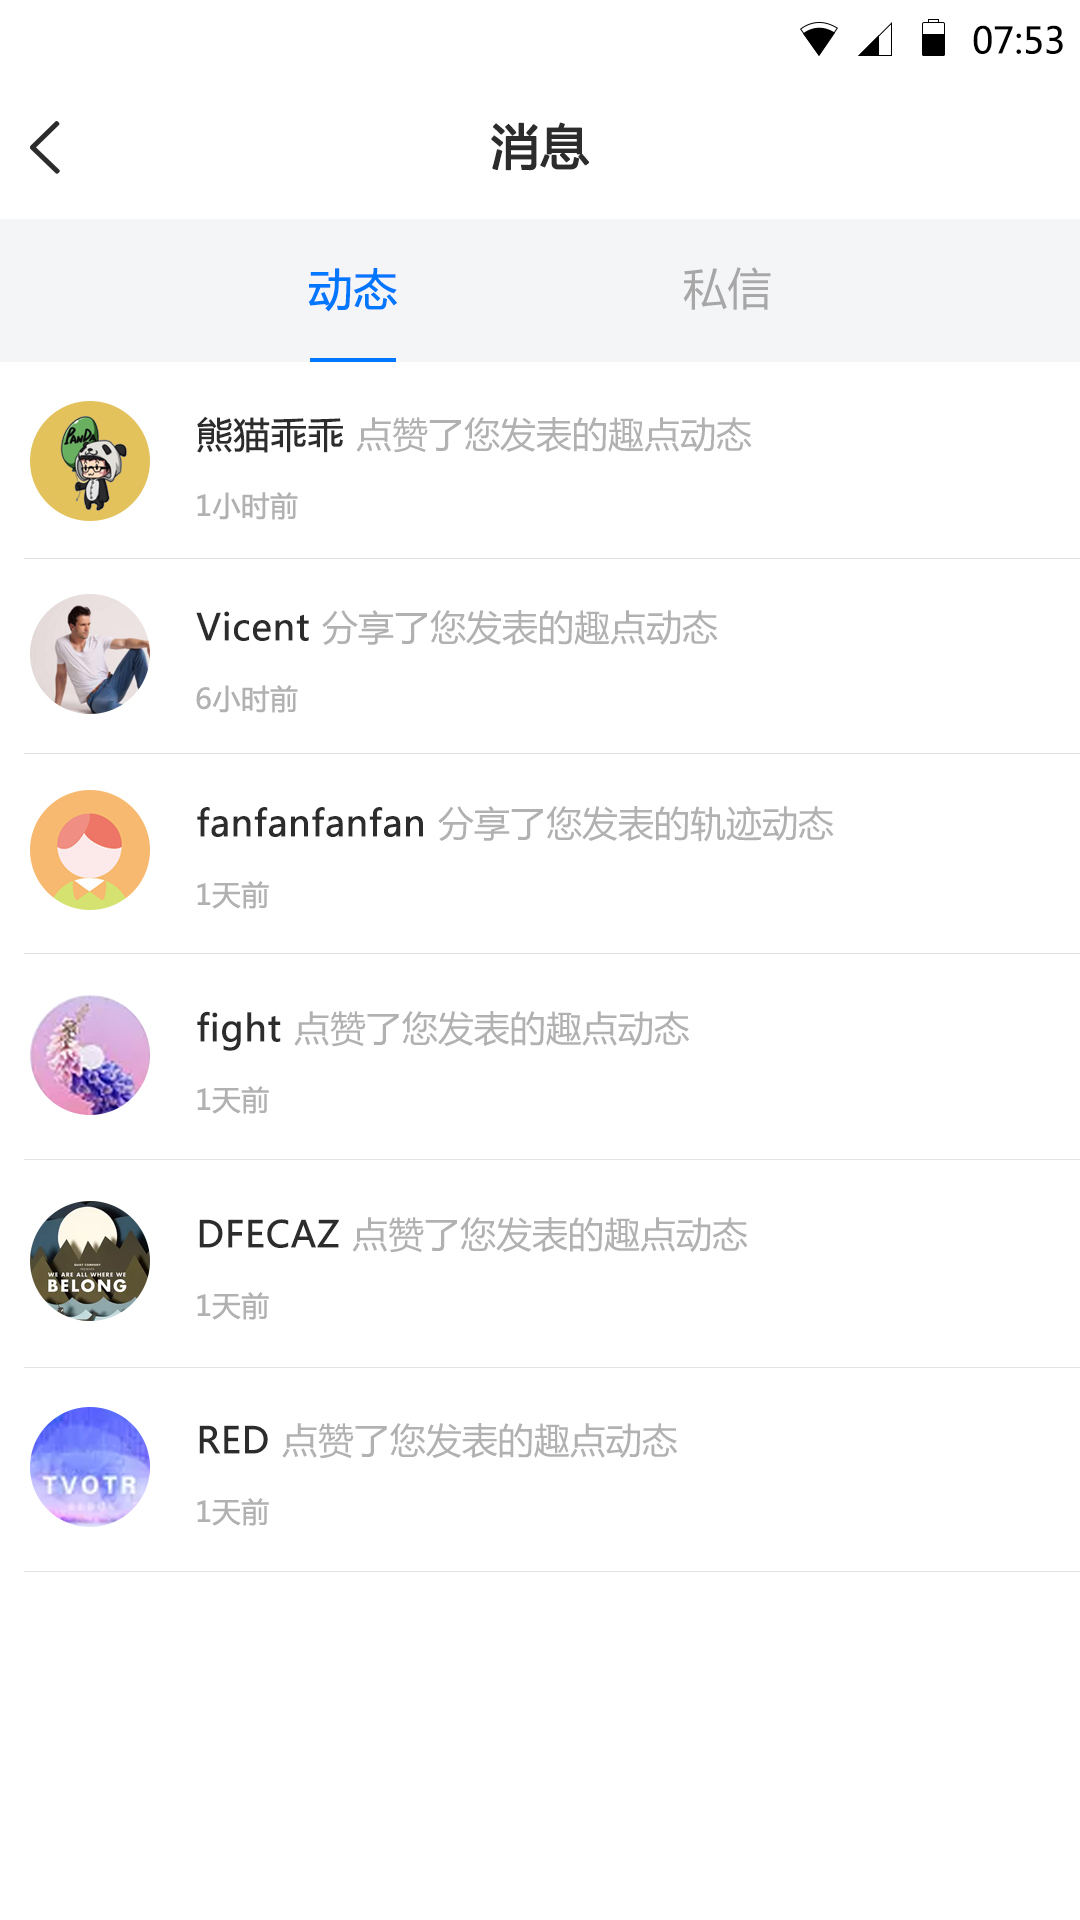 07:53
消息
动态 私信
PANDA
熊猫乖乖 点赞了您发表的趣点动态
1小时前
Vicent 分享了您发表的趣点动态
6小时前
fanfanfanfan 分享了您发表的轨迹动态
1天前
fight 点赞了您发表的趣点动态
1天前
DFECAZ 点赞了您发表的趣点动态
WE ARE ALL WHERE WE
BELONG
1天前
RED 点赞了您发表的趣点动态
TVOTR
1天前